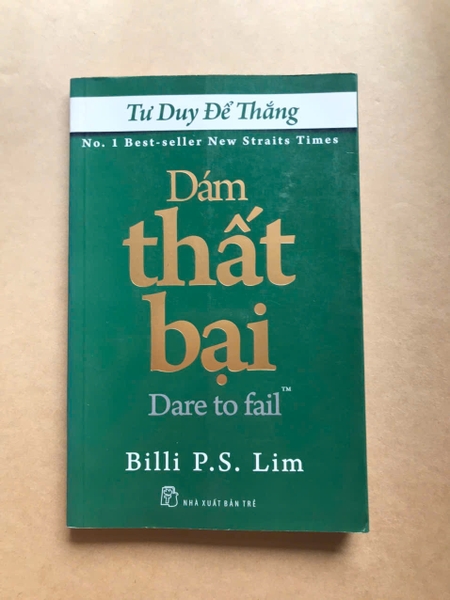 Tư Duy Để Thắng
No. 1 Best-seller New Straits Times
Dám
thất
bại
Dare to fail™
Billi P.S. Lim
NHÀ XUẤT BẢN TRẺ